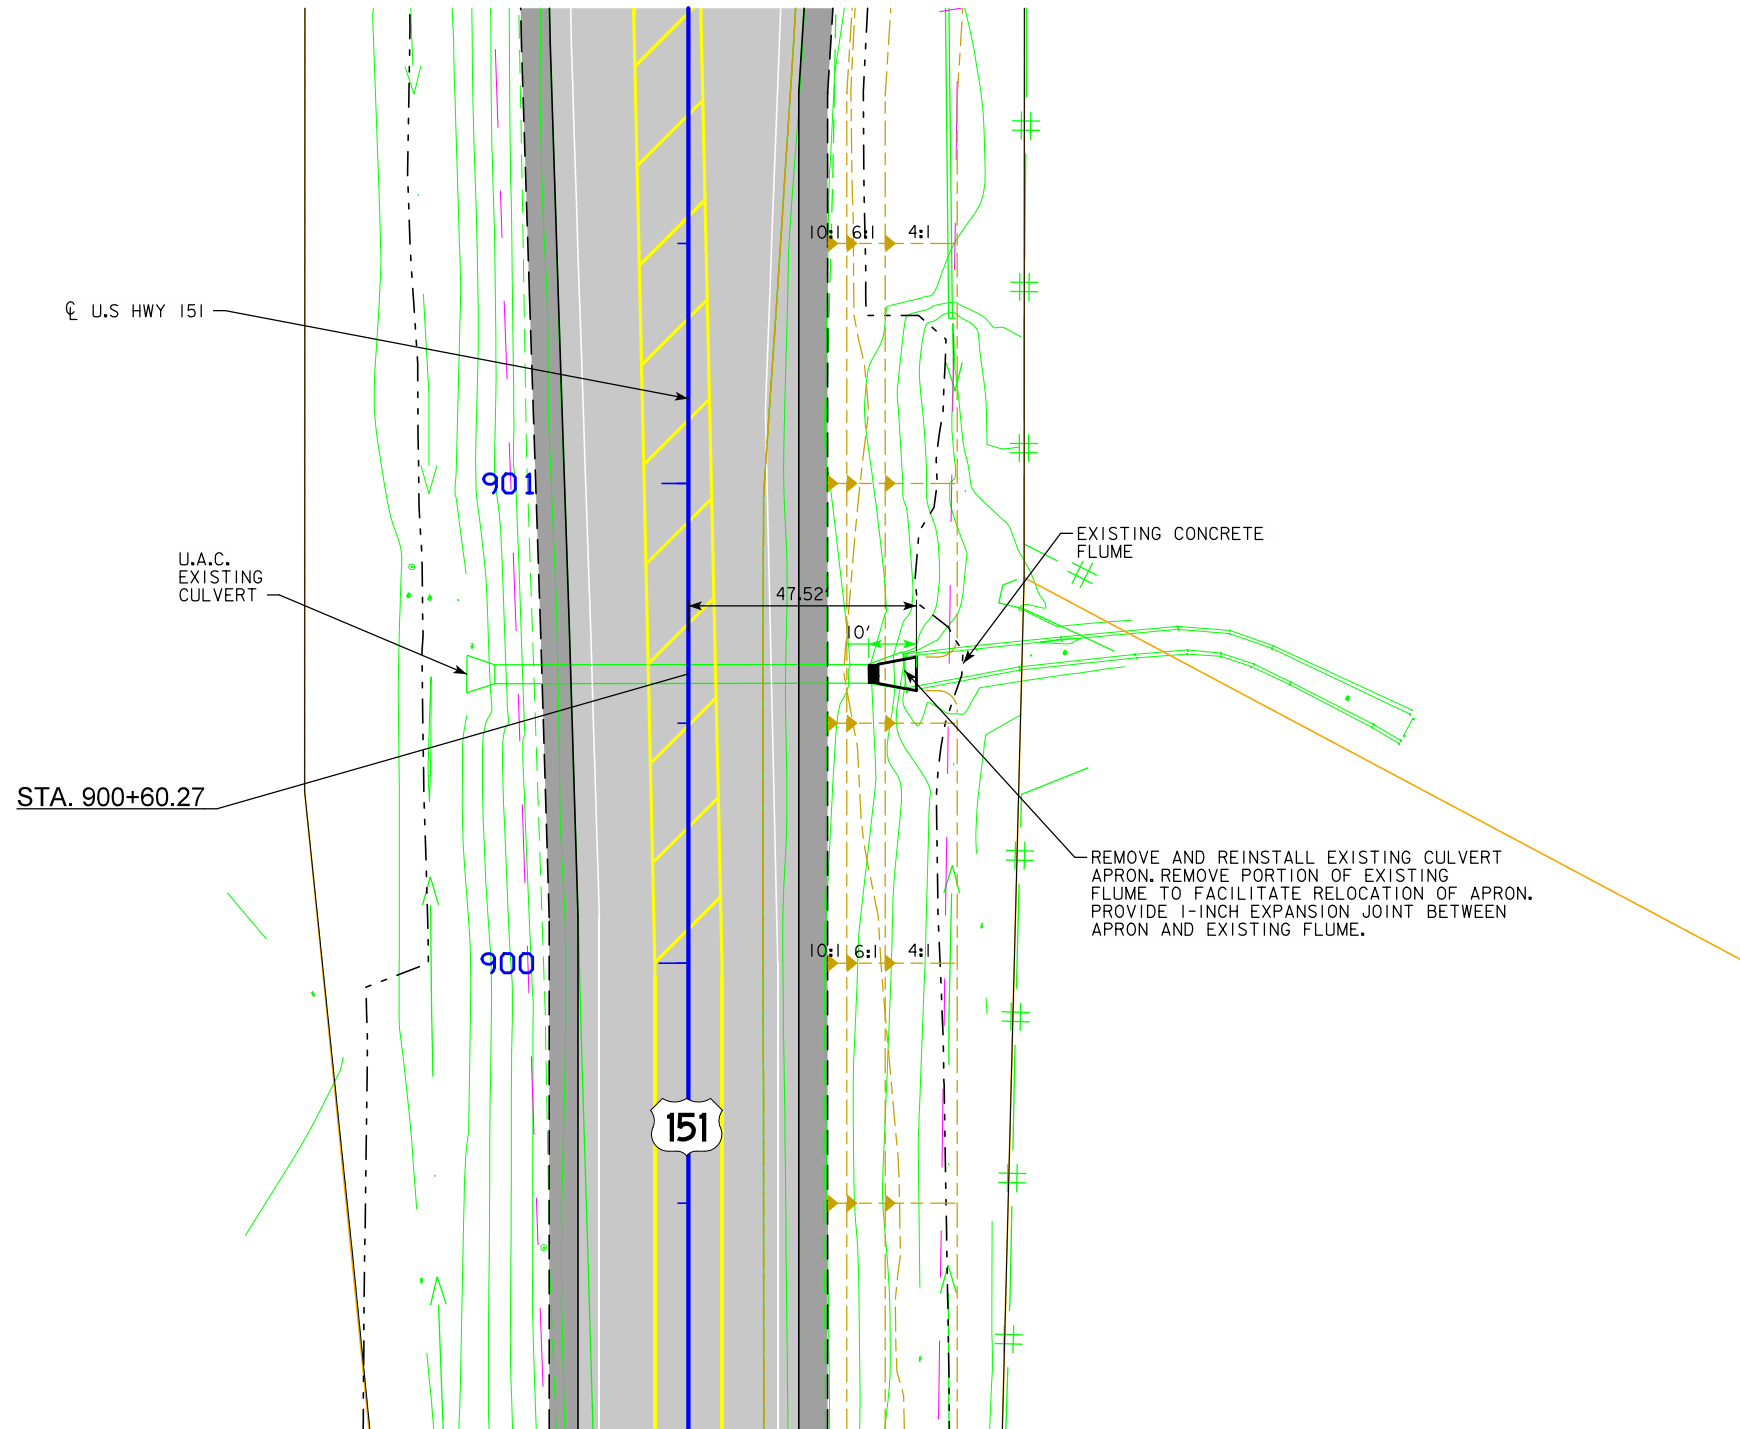 10:1 6:1 4:1
℄ U.S HWY 151
901
U.A.C.
EXISTING
CULVERT
EXISTING CONCRETE
FLUME
47.52'
10'
STA. 900+60.27
REMOVE AND REINSTALL EXISTING CULVERT
APRON. REMOVE PORTION OF EXISTING
FLUME TO FACILITATE RELOCATION OF APRON.
PROVIDE 1-INCH EXPANSION JOINT BETWEEN
APRON AND EXISTING FLUME.
900
10:1 6:1 4:1
151